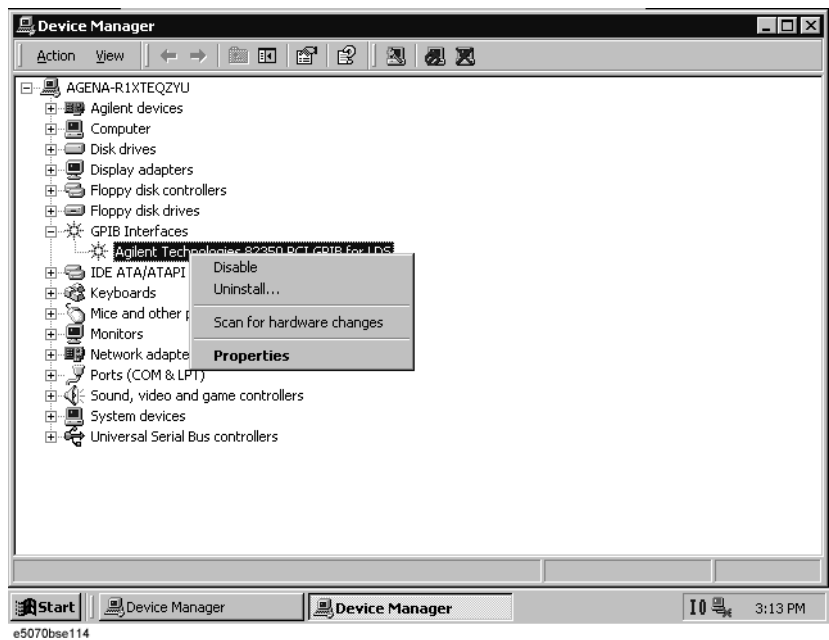 Device Manager
Action View
AGENA-R1XTEQZYU
Agilent devices
Computer
Disk drives
Display adapters
Floppy disk controllers
Floppy disk drives
GPIB Interfaces
Agilent Technologies 82350 PCI GPIB for LDS
Disable
Uninstall...
Scan for hardware changes
Properties
IDE ATA/ATAPI
Keyboards
Mice and other p
Monitors
Network adapte
Ports (COM & LPT)
Sound, video and game controllers
System devices
Universal Serial Bus controllers
Start Device Manager Device Manager IO 3:13 PM
e5070bse114